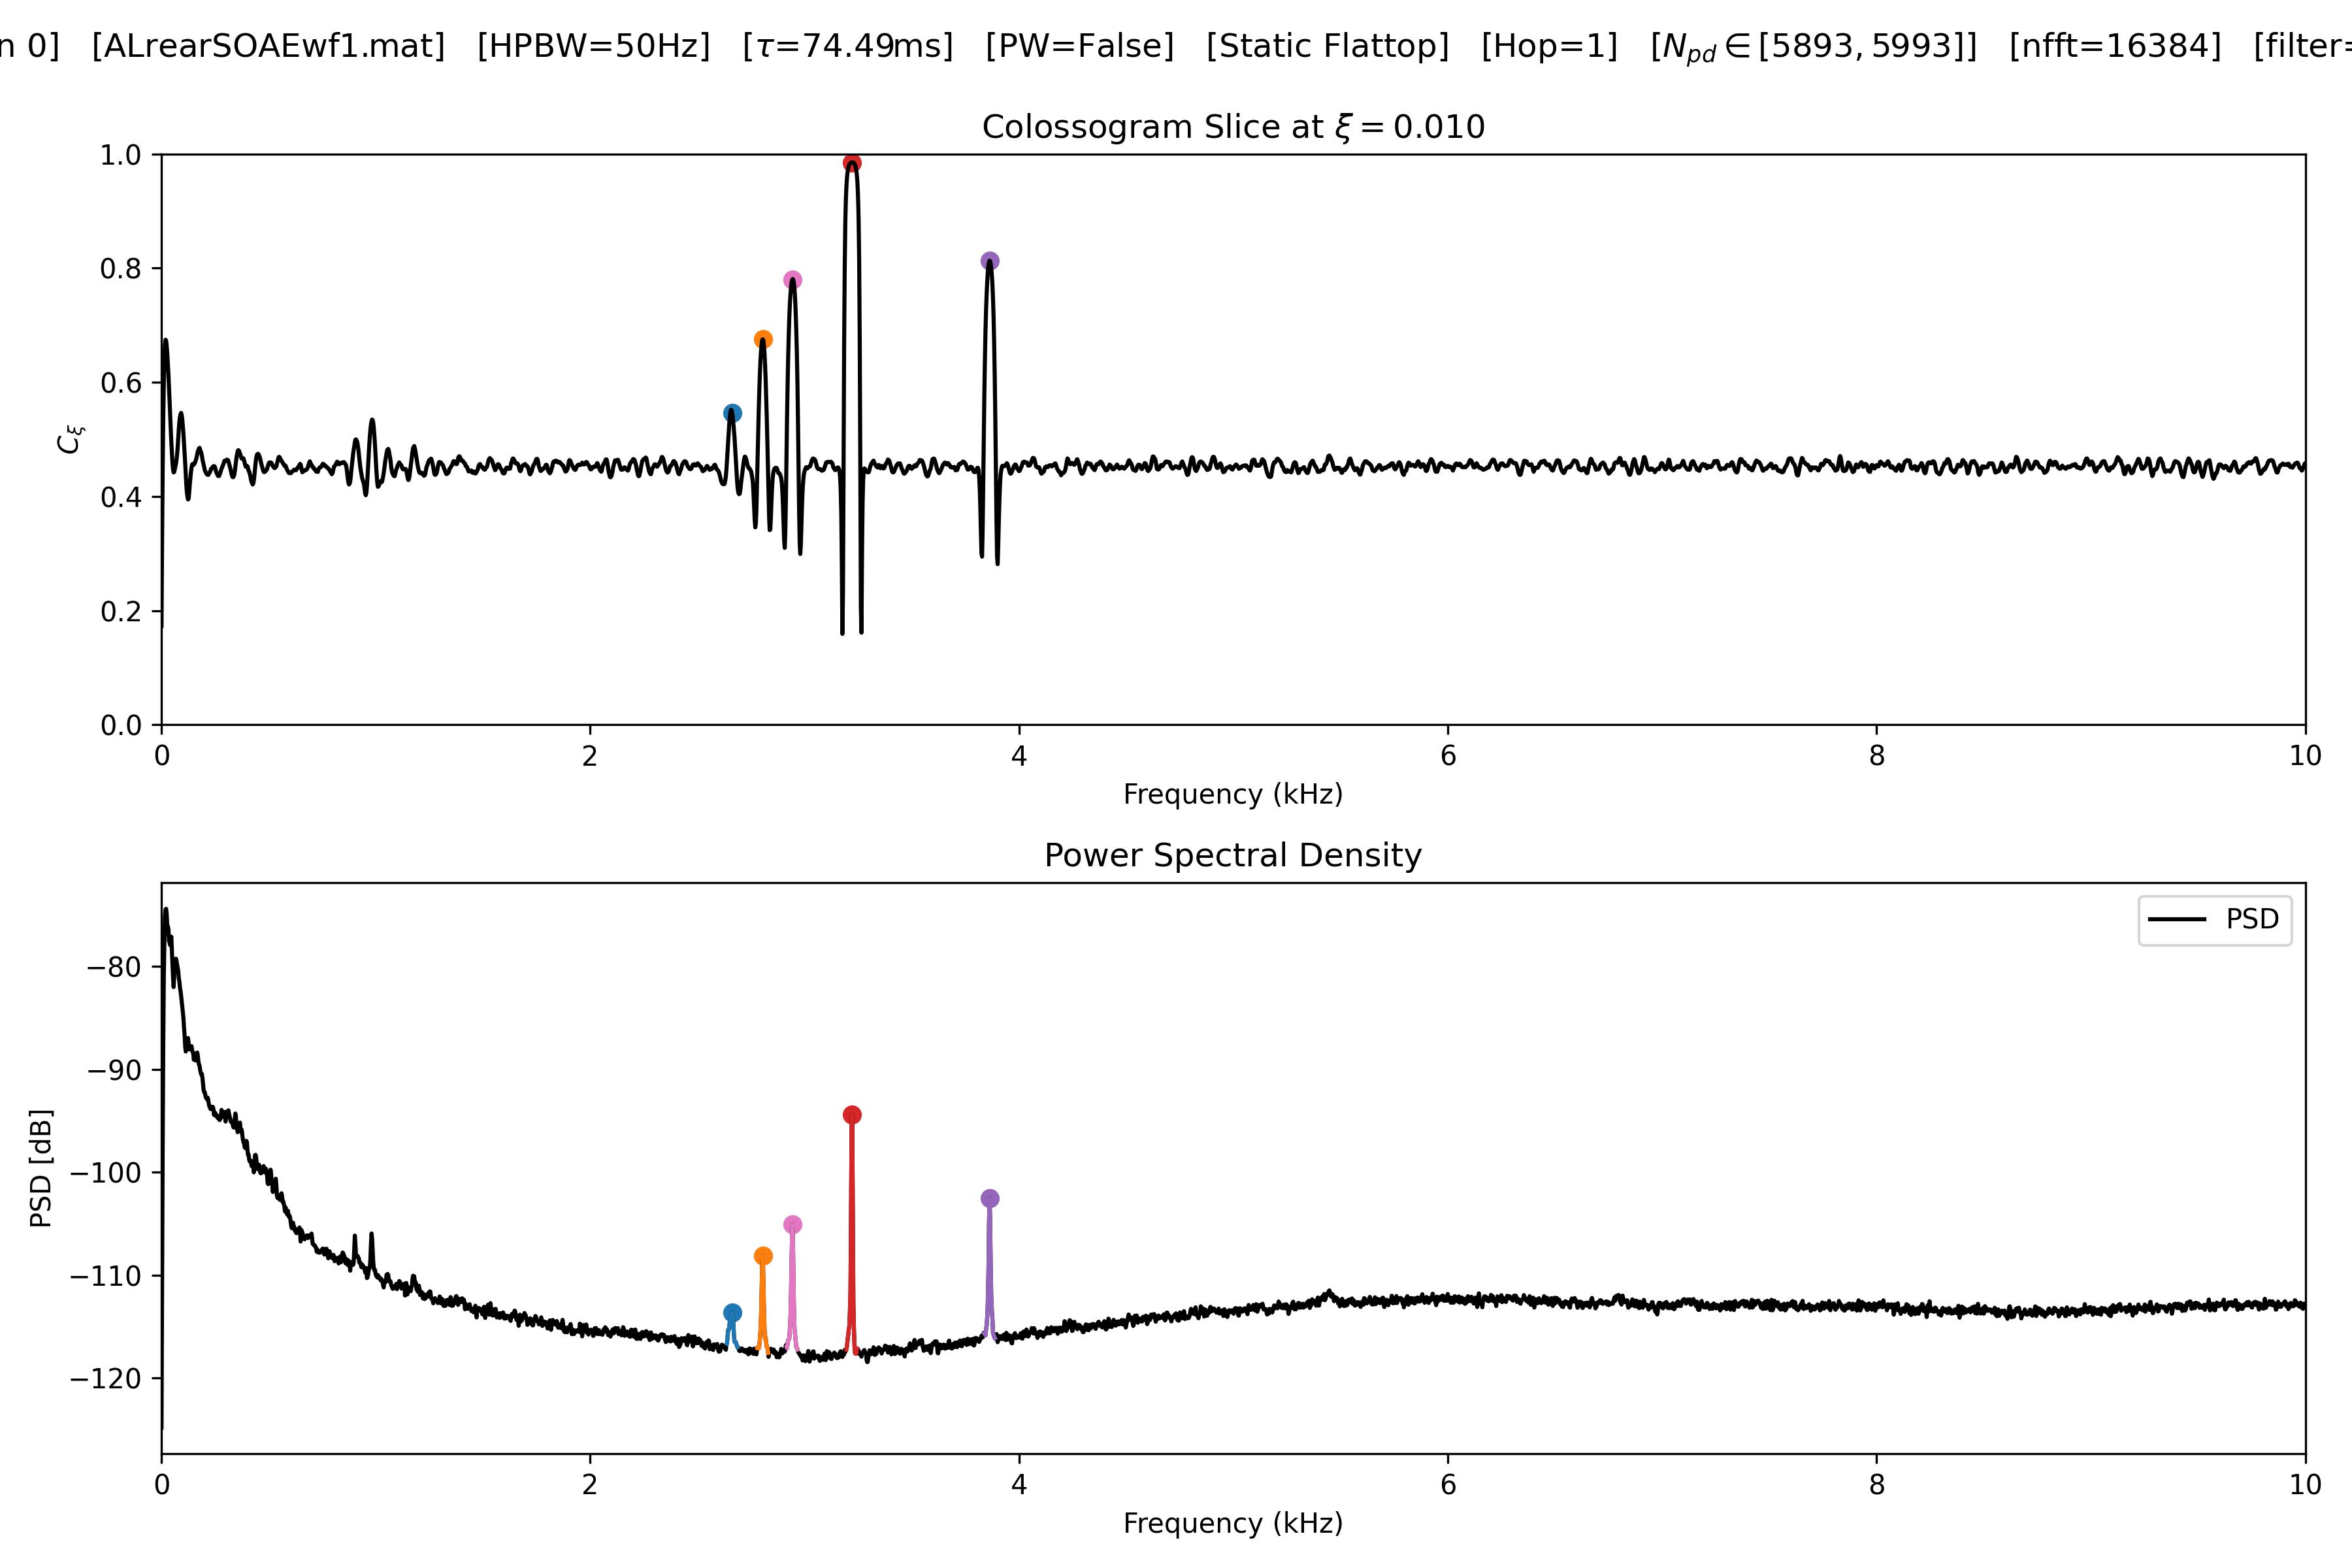 n 0] [ALrearSOAEwf1.mat] [HPBW=50Hz] [τ=74.49ms] [PW=False] [Static Flattop] [Hop=1] [N_pd ∈ [5893, 5993]] [nfft=16384] [filter=
Colossogram Slice at ξ = 0.010
1.0
0.8
0.6
0.4
0.2
0.0
C_ξ
0 2 4 6 8 10
Frequency (kHz)
Power Spectral Density
PSD
−80
−90
−100
−110
−120
PSD [dB]
0 2 4 6 8 10
Frequency (kHz)